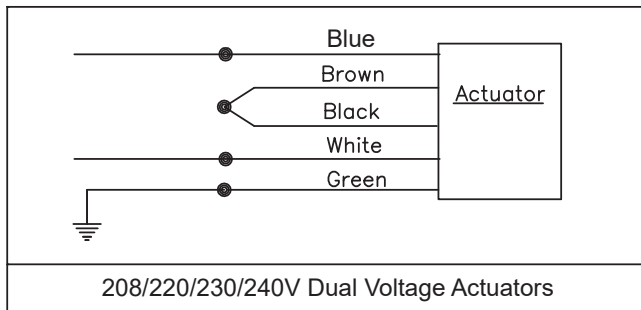 Blue
Brown
Actuator
Black
White
Green
208/220/230/240V Dual Voltage Actuators